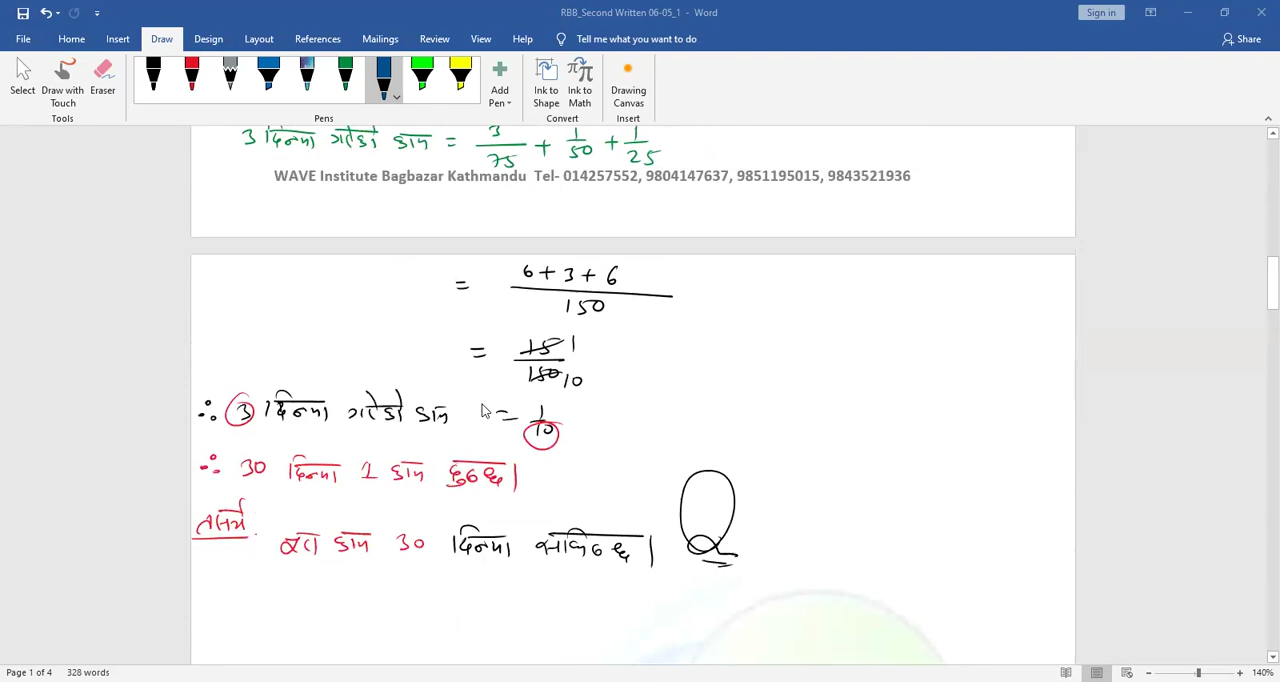 RBB_Second Written 06-05_1 - Word
Sign in
File Home Insert Draw Design Layout References Mailings Review View Help Tell me what you want to do Share
Select Draw with Touch Eraser Add Pen Ink to Shape Ink to Math Drawing Canvas
Tools Pens Convert Insert
3 दिनमा गरेको काम = 3/75 + 1/50 + 1/25
WAVE Institute Bagbazar Kathmandu Tel- 014257552, 9804147637, 9851195015, 9843521936
= 6+3+6/150
= 15/150 1/10
∴ 3 दिनमा गरेको काम = 1/10
∴ 30 दिनमा 1 काम हुन्छ।
काम 30 दिनमा सकिन्छ।
Page 1 of 4 328 words 140%